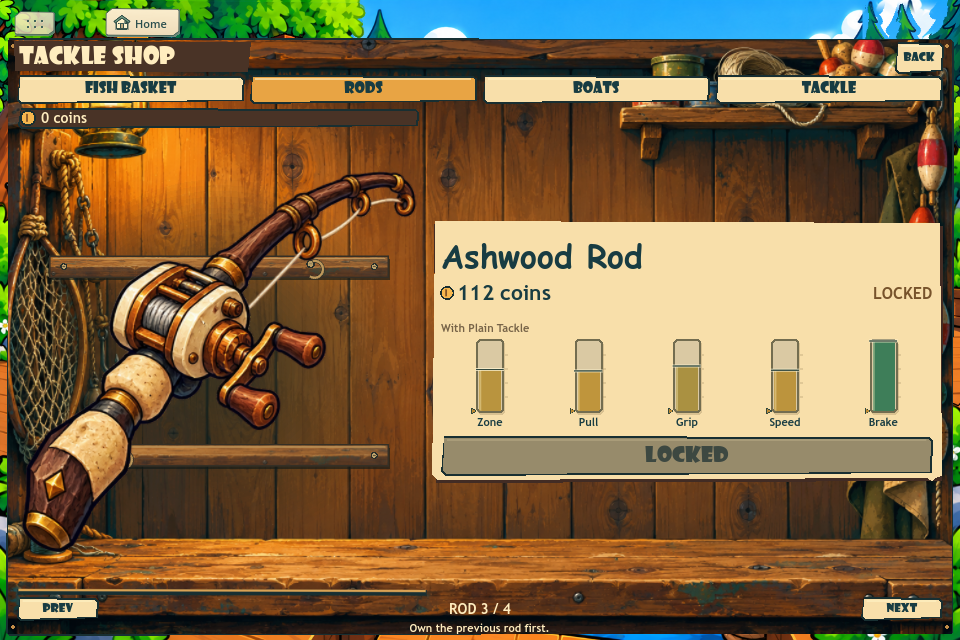 Home
TACKLE SHOP
BACK
FISH BASKET
RODS
BOATS
TACKLE
0 coins
Ashwood Rod
112 coins
LOCKED
With Plain Tackle
Zone
Pull
Grip
Speed
Brake
LOCKED
PREV
ROD 3 / 4
NEXT
Own the previous rod first.